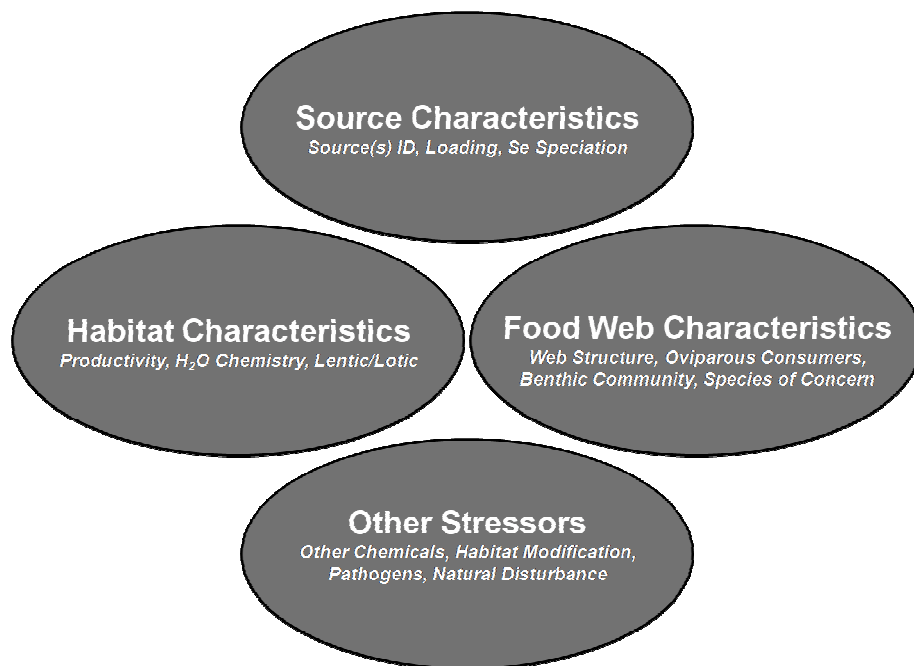 Source Characteristics
Source(s) ID, Loading, Se Speciation
Habitat Characteristics
Productivity, H₂O Chemistry, Lentic/Lotic
Food Web Characteristics
Web Structure, Oviparous Consumers,
Benthic Community, Species of Concern
Other Stressors
Other Chemicals, Habitat Modification,
Pathogens, Natural Disturbance